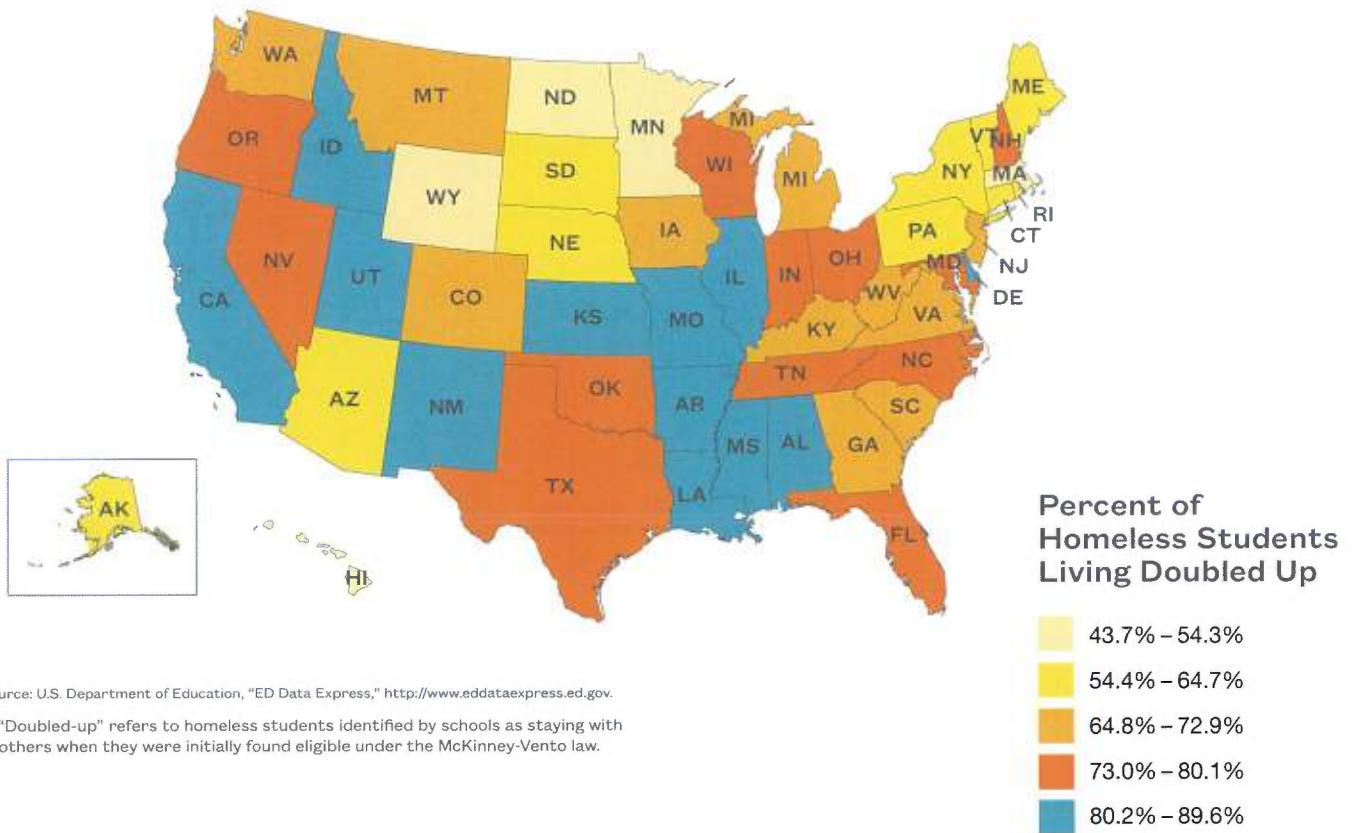 WA
MT
ND
MN
MI
ME
VT
NH
OR
ID
WY
SD
WI
MI
NY
MA
RI
CT
NV
UT
CO
NE
IA
PA
NJ
CA
KS
MO
IL
IN
OH
MD
DE
WV
VA
KY
AZ
NM
OK
AR
TN
NC
SC
MS
AL
GA
TX
LA
FL
AK
HI
Percent of
Homeless Students
Living Doubled Up
43.7% – 54.3%
54.4% – 64.7%
64.8% – 72.9%
73.0% – 80.1%
80.2% – 89.6%
urce: U.S. Department of Education, “ED Data Express,” http://www.eddataexpress.ed.gov.
“Doubled-up” refers to homeless students identified by schools as staying with
others when they were initially found eligible under the McKinney-Vento law.